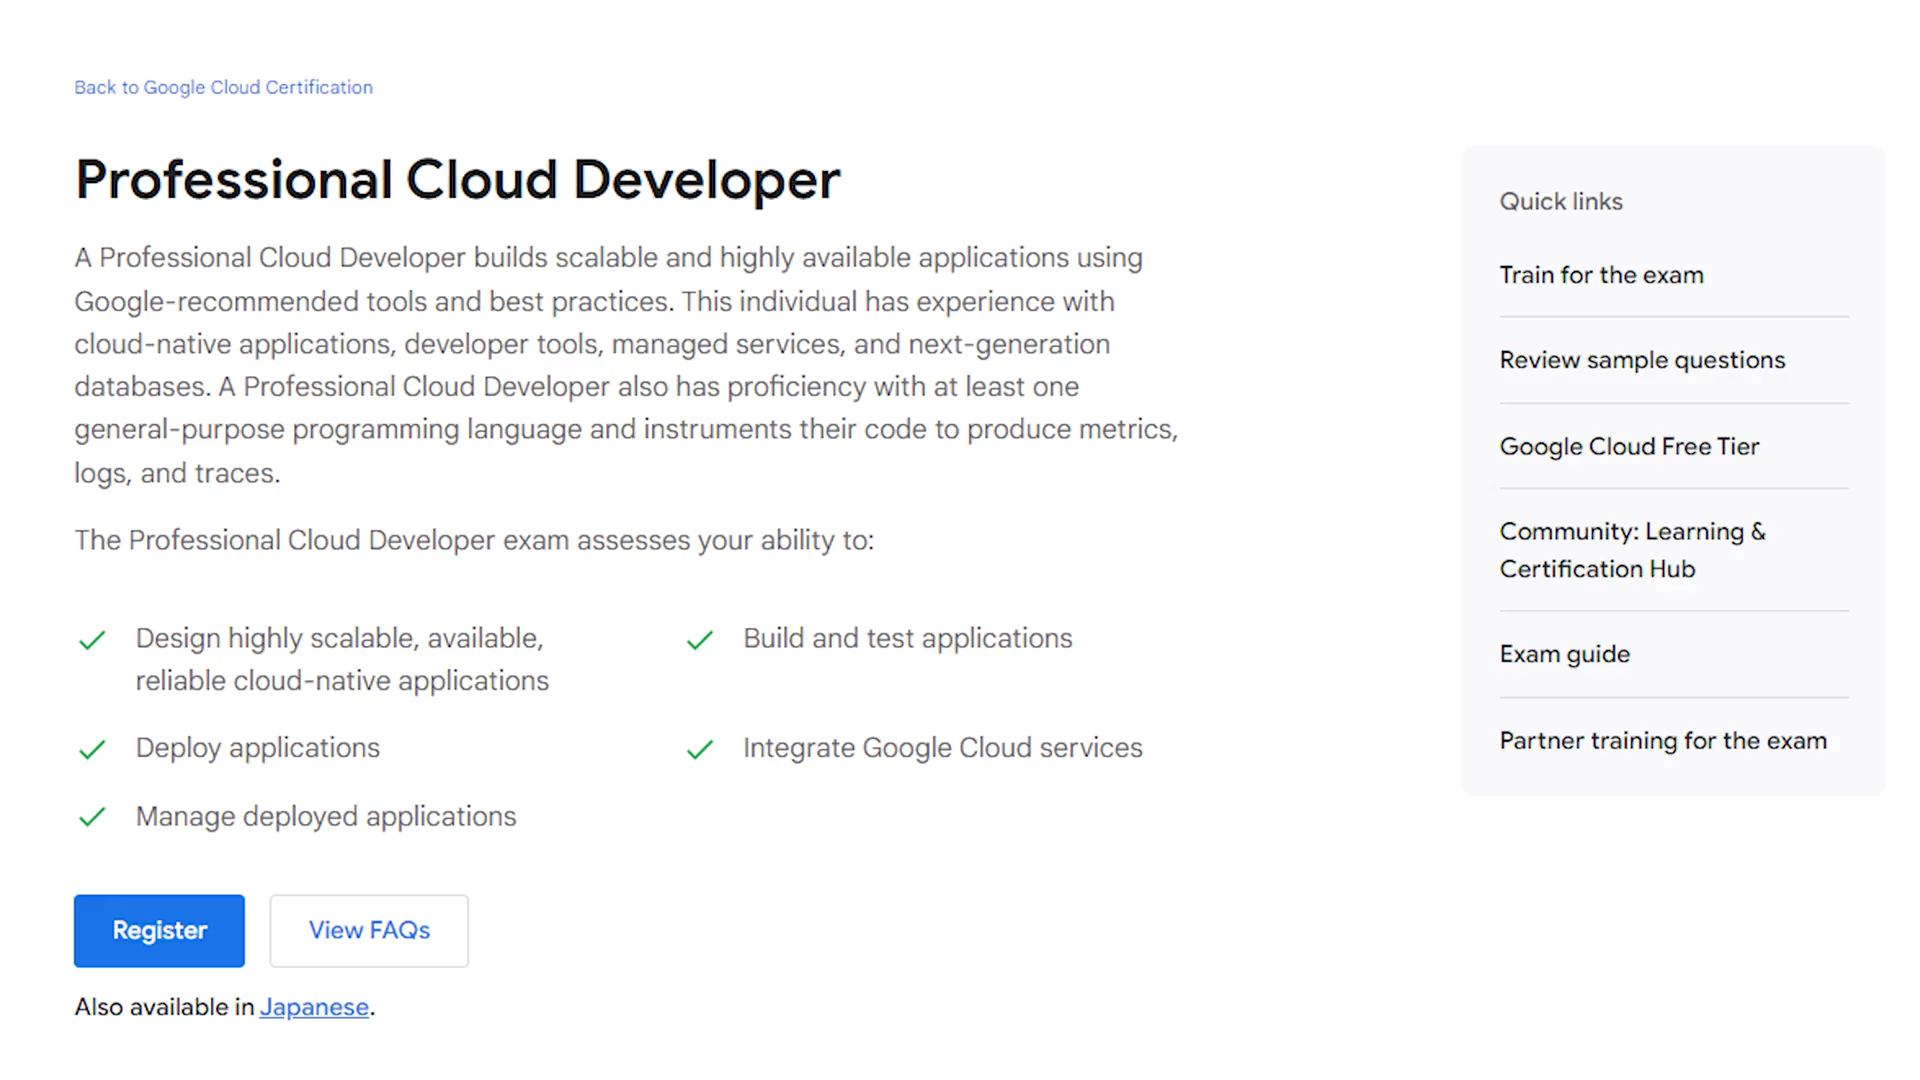 Back to Google Cloud Certification
Professional Cloud Developer
A Professional Cloud Developer builds scalable and highly available applications using
Google-recommended tools and best practices. This individual has experience with
cloud-native applications, developer tools, managed services, and next-generation
databases. A Professional Cloud Developer also has proficiency with at least one
general-purpose programming language and instruments their code to produce metrics,
logs, and traces.
The Professional Cloud Developer exam assesses your ability to:
Design highly scalable, available,
reliable cloud-native applications
Build and test applications
Deploy applications
Integrate Google Cloud services
Manage deployed applications
Register
View FAQs
Also available in Japanese.
Quick links
Train for the exam
Review sample questions
Google Cloud Free Tier
Community: Learning &
Certification Hub
Exam guide
Partner training for the exam